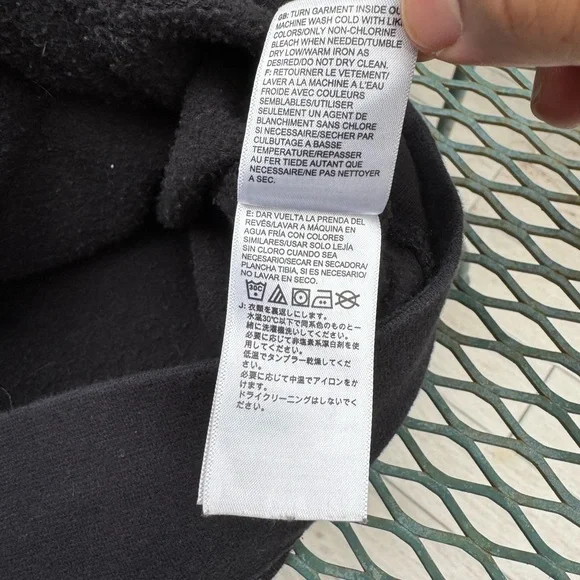 GB: TURN GARMENT INSIDE OU
MACHINE WASH COLD WITH LIK
COLORS/ONLY NON-CHLORINE
BLEACH WHEN NEEDED/TUMBLE
DRY LOW/WARM IRON AS
DESIRED/DO NOT DRY CLEAN.
F: RETOURNER LE VETEMENT/
LAVER A LA MACHINE A L'EAU
FROIDE AVEC COULEURS
SEMBLABLES/UTILISER
SEULEMENT UN AGENT DE
BLANCHIMENT SANS CHLORE
SI NECESSAIRE/SECHER PAR
CULBUTAGE A BASSE
TEMPERATURE/REPASSER
AU FER TIEDE AUTANT QUE
NECESSAIRE/NE PAS NETTOYER
A SEC.
E: DAR VUELTA LA PRENDA DEL
REVÉS/LAVAR A MÁQUINA EN
AGUA FRÍA CON COLORES
SIMILARES/USAR SOLO LEJÍA
SIN CLORO CUANDO SEA
NECESARIO/SECAR EN SECADORA/
PLANCHA TIBIA, SI ES NECESARIO/
NO LAVAR EN SECO.
30C
J: 衣類を裏返しにします。
水温30℃以下で同系色のものと一
緒に洗濯機洗いしてください。
必要に応じて非塩素系漂白剤を使
用してください。
低温でタンブラー乾燥してくだ
さい。
必要に応じて中温でアイロンをか
けます。
ドライクリーニングはしないでく
ださい。